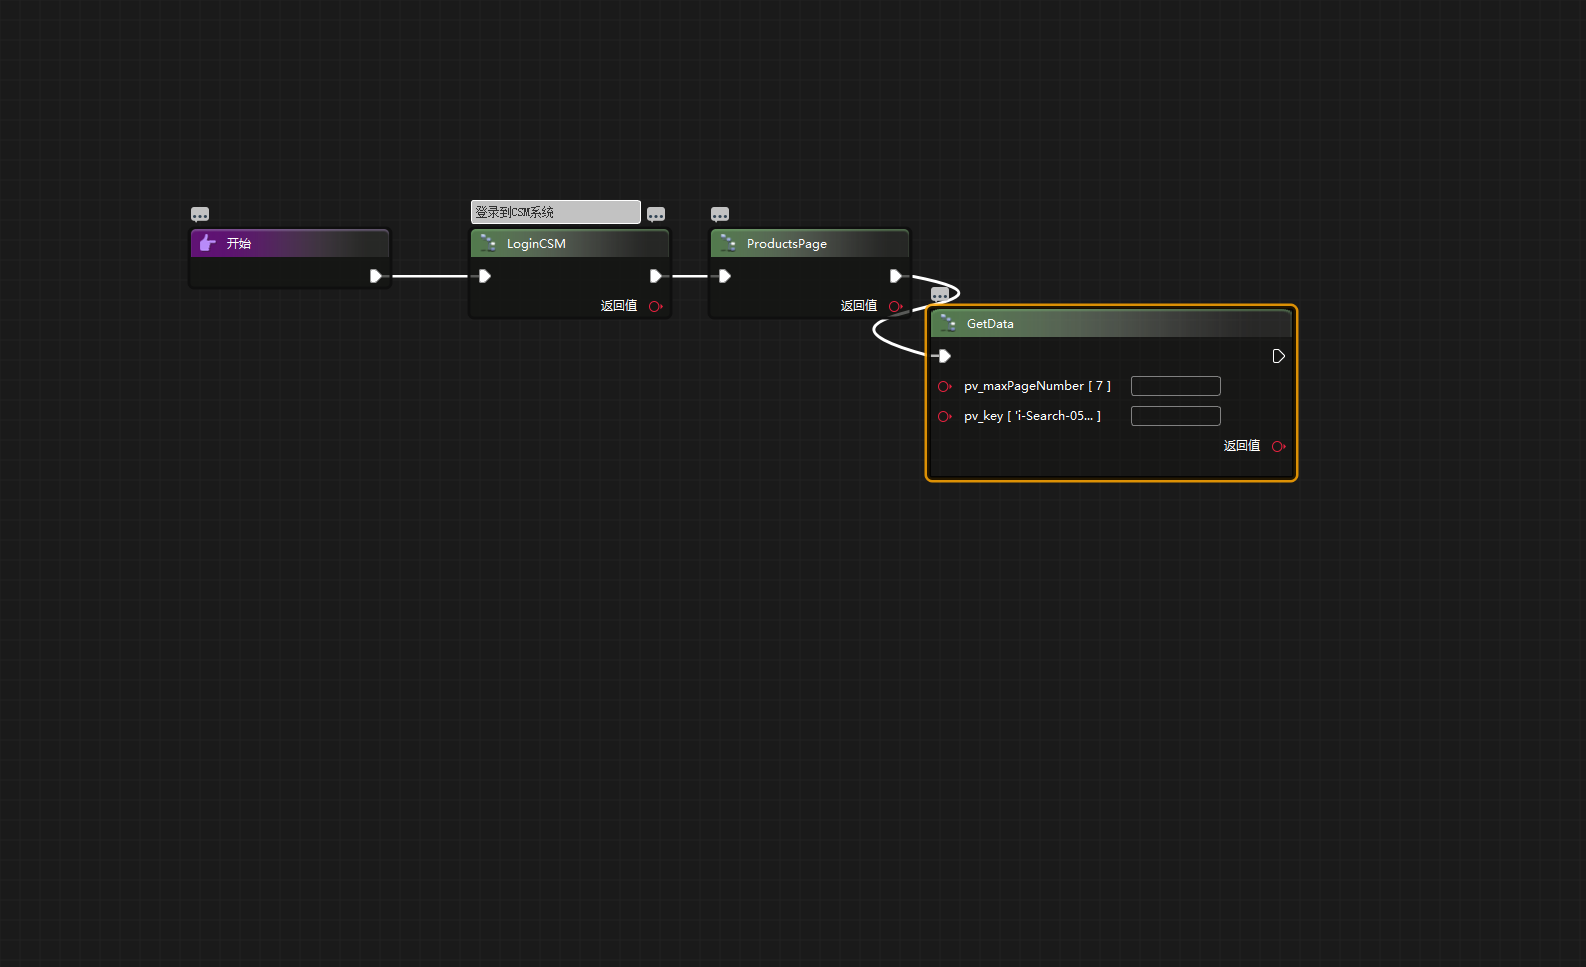 开始
登录到CSM系统
LoginCSM
返回值
ProductsPage
返回值
GetData
pv_maxPageNumber [ 7 ]
pv_key [ 'i-Search-05... ]
返回值